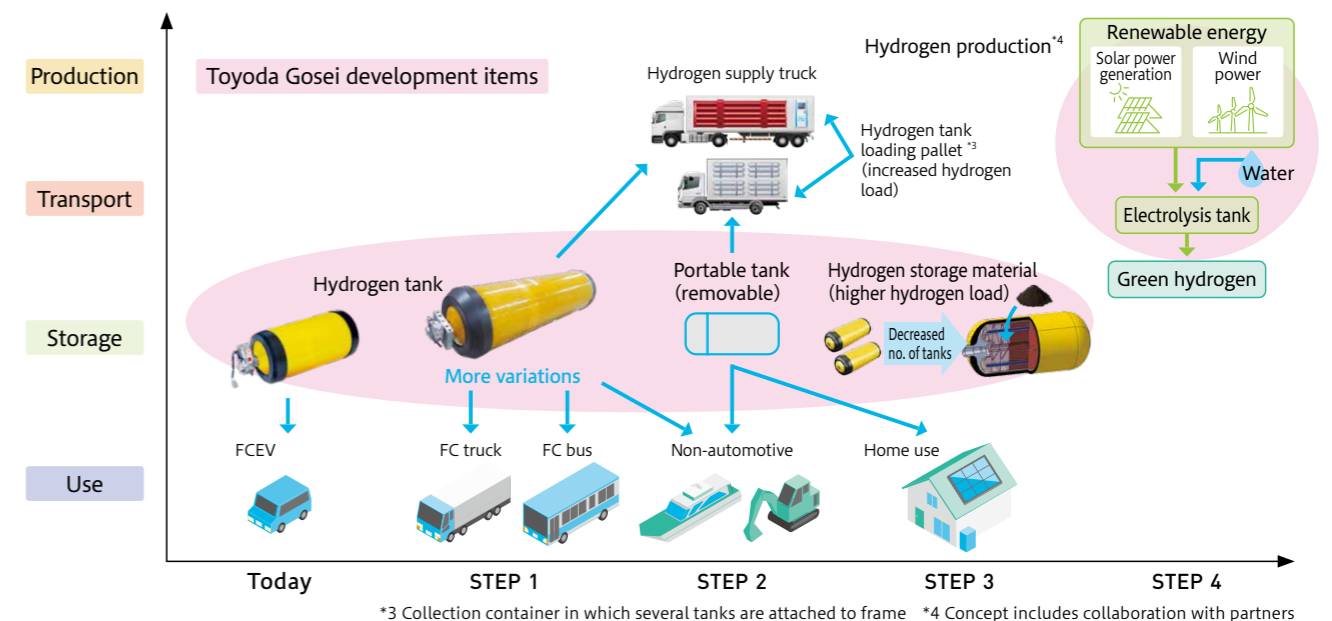 Production
Transport
Storage
Use
Toyoda Gosei development items
Hydrogen supply truck
Hydrogen tank
loading pallet *3
(increased hydrogen
load)
Hydrogen production*4
Renewable energy
Solar power
generation
Wind
power
Water
Electrolysis tank
Green hydrogen
Hydrogen tank
More variations
Portable tank
(removable)
Hydrogen storage material
(higher hydrogen load)
Decreased
no. of tanks
FCEV
FC truck
FC bus
Non-automotive
Home use
Today
STEP 1
STEP 2
STEP 3
STEP 4
*3 Collection container in which several tanks are attached to frame
*4 Concept includes collaboration with partners